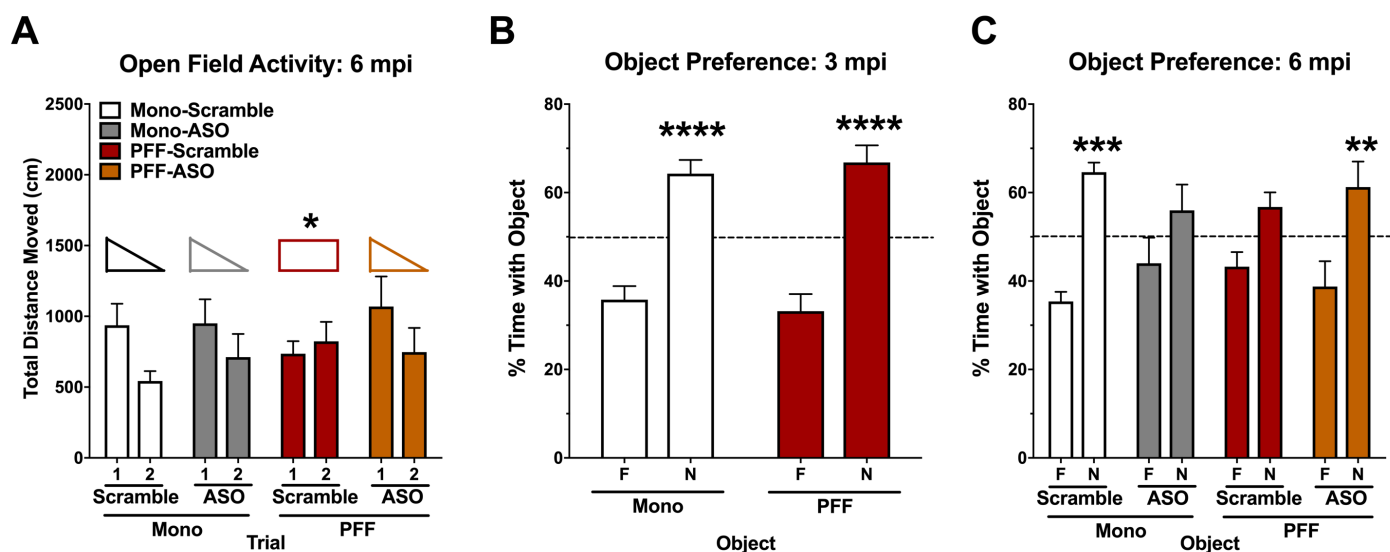 A
Open Field Activity: 6 mpi
Total Distance Moved (cm)
2500
2000
1500
1000
500
0
Mono-Scramble
Mono-ASO
PFF-Scramble
PFF-ASO
*
1 2 1 2 1 2 1 2
Scramble ASO Scramble ASO
Mono PFF
Trial
B
Object Preference: 3 mpi
% Time with Object
80
60
40
20
0
**** ****
F N F N
Mono PFF
Object
C
Object Preference: 6 mpi
% Time with Object
80
60
40
20
0
*** **
F N F N F N F N
Scramble ASO Scramble ASO
Mono PFF
Object